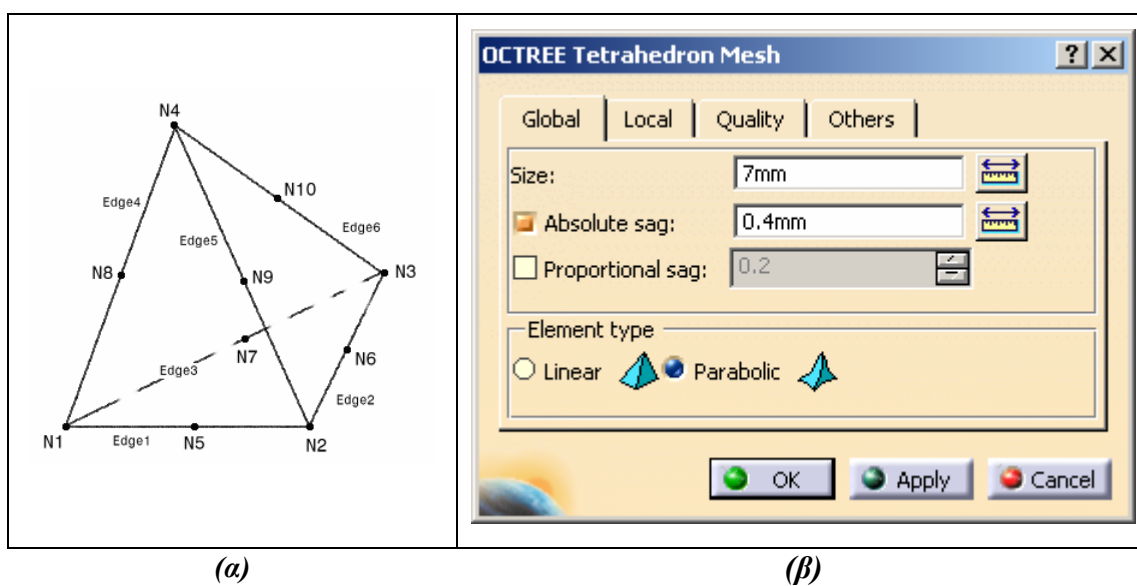 N4
N10
Edge4
Edge5
Edge6
N8
N9
N3
N7
N6
Edge3
Edge2
N1
Edge1
N5
N2
(α)
OCTREE Tetrahedron Mesh
Global Local Quality Others
Size: 7mm
Absolute sag: 0.4mm
Proportional sag: 0.2
Element type
Linear Parabolic
OK Apply Cancel
(β)